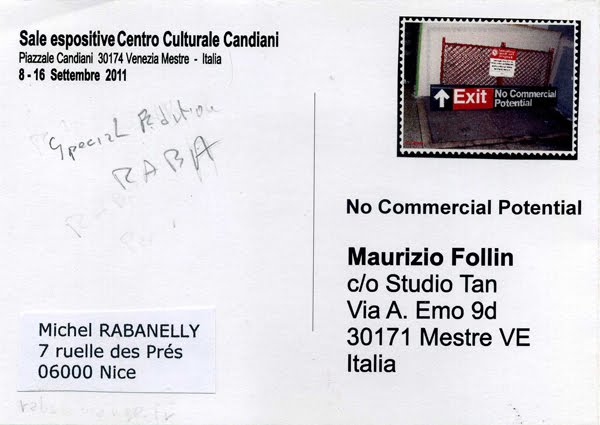 Sale espositive Centro Culturale Candiani
Piazzale Candiani 30174 Venezia Mestre - Italia
8 - 16 Settembre 2011
Special Edition
RABA
Exit No Commercial
Potential
No Commercial Potential
Maurizio Follin
c/o Studio Tan
Via A. Emo 9d
30171 Mestre VE
Italia
Michel RABANELLY
7 ruelle des Prés
06000 Nice